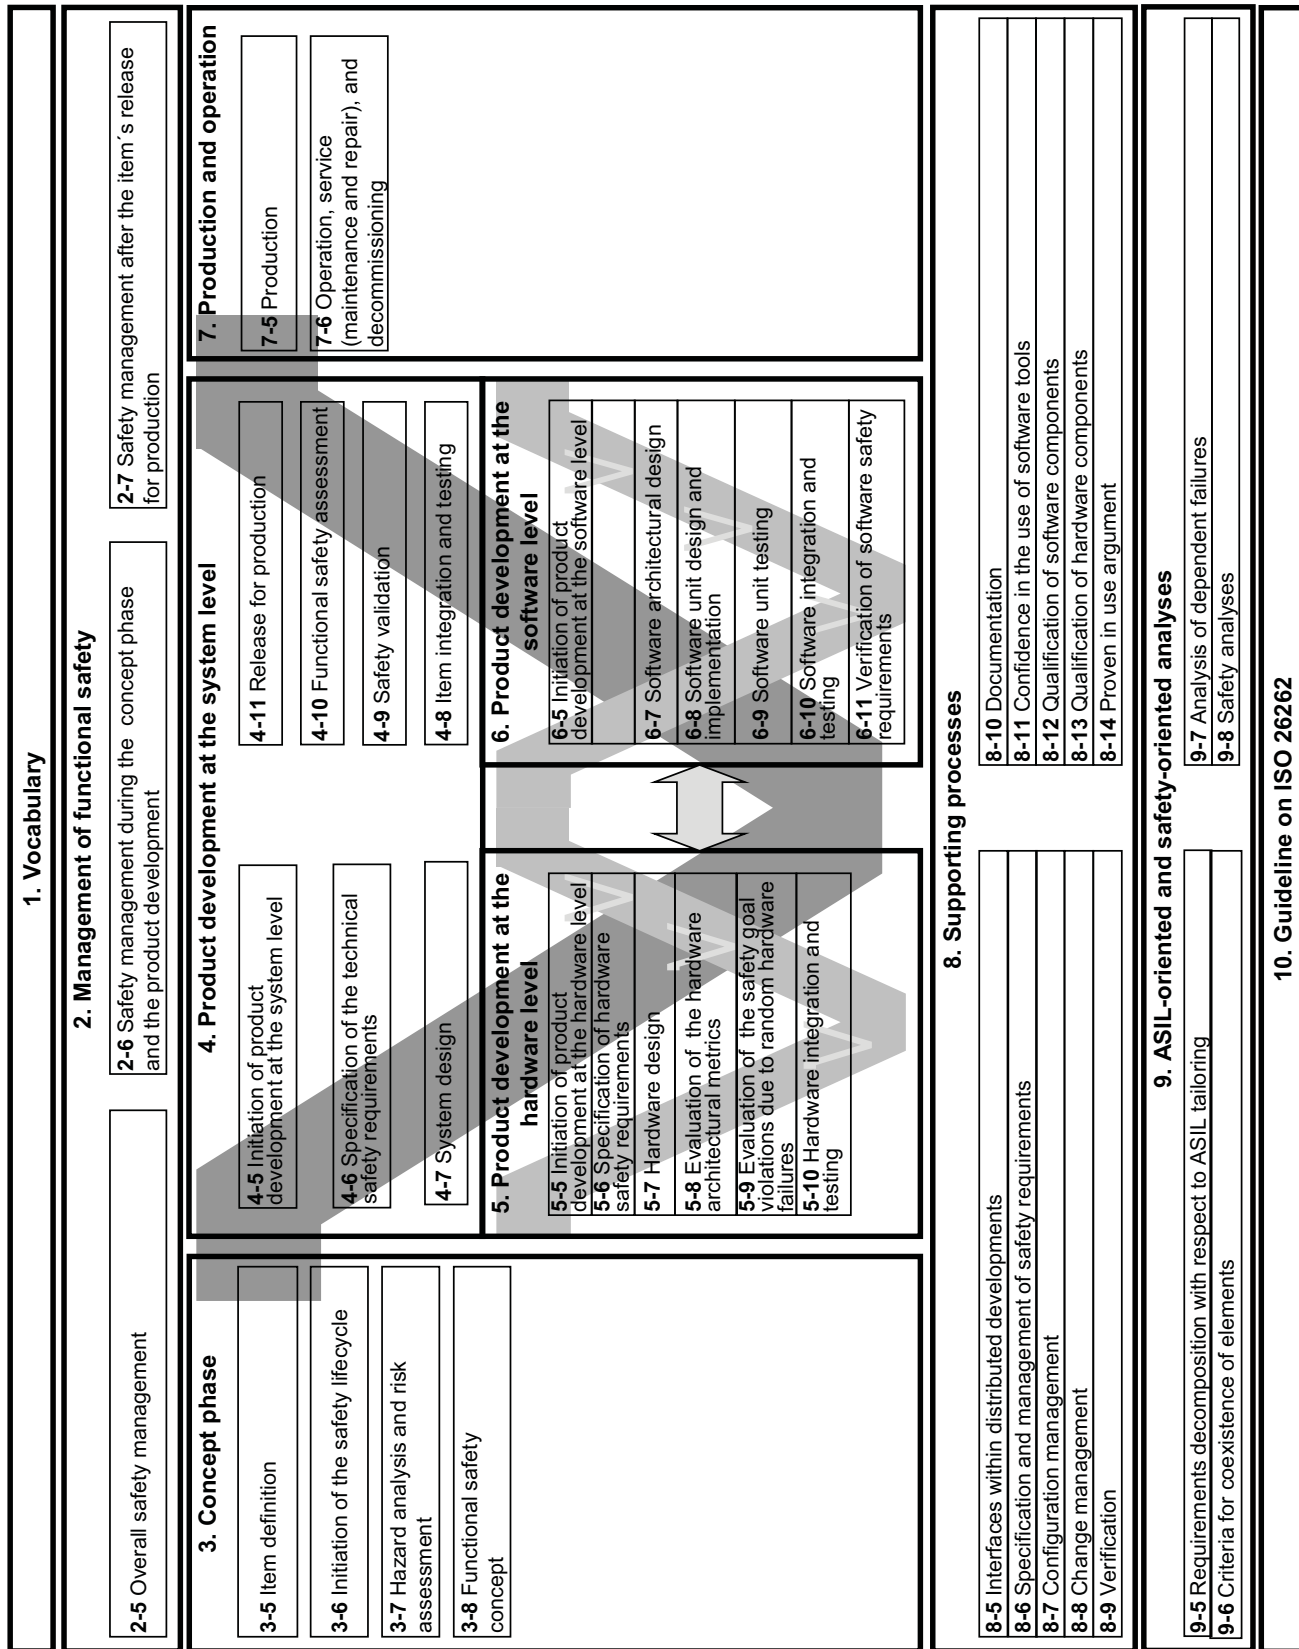 1. Vocabulary
2. Management of functional safety
2-5 Overall safety management
2-6 Safety management during the concept phase
and the product development
2-7 Safety management after the item´s release
for production
3. Concept phase
3-5 Item definition
3-6 Initiation of the safety lifecycle
3-7 Hazard analysis and risk
assessment
3-8 Functional safety
concept
4. Product development at the system level
4-5 Initiation of product
development at the system level
4-6 Specification of the technical
safety requirements
4-7 System design
4-11 Release for production
4-10 Functional safety assessment
4-9 Safety validation
4-8 Item integration and testing
7. Production and operation
7-5 Production
7-6 Operation, service
(maintenance and repair), and
decommissioning
5. Product development at the
hardware level
5-5 Initiation of product
development at the hardware level
5-6 Specification of hardware
safety requirements
5-7 Hardware design
5-8 Evaluation of the hardware
architectural metrics
5-9 Evaluation of the safety goal
violations due to random hardware
failures
5-10 Hardware integration and
testing
6. Product development at the
software level
6-5 Initiation of product
development at the software level
6-7 Software architectural design
6-8 Software unit design and
implementation
6-9 Software unit testing
6-10 Software integration and
testing
6-11 Verification of software safety
requirements
8. Supporting processes
8-5 Interfaces within distributed developments
8-6 Specification and management of safety requirements
8-7 Configuration management
8-8 Change management
8-9 Verification
8-10 Documentation
8-11 Confidence in the use of software tools
8-12 Qualification of software components
8-13 Qualification of hardware components
8-14 Proven in use argument
9. ASIL-oriented and safety-oriented analyses
9-5 Requirements decomposition with respect to ASIL tailoring
9-6 Criteria for coexistence of elements
9-7 Analysis of dependent failures
9-8 Safety analyses
10. Guideline on ISO 26262